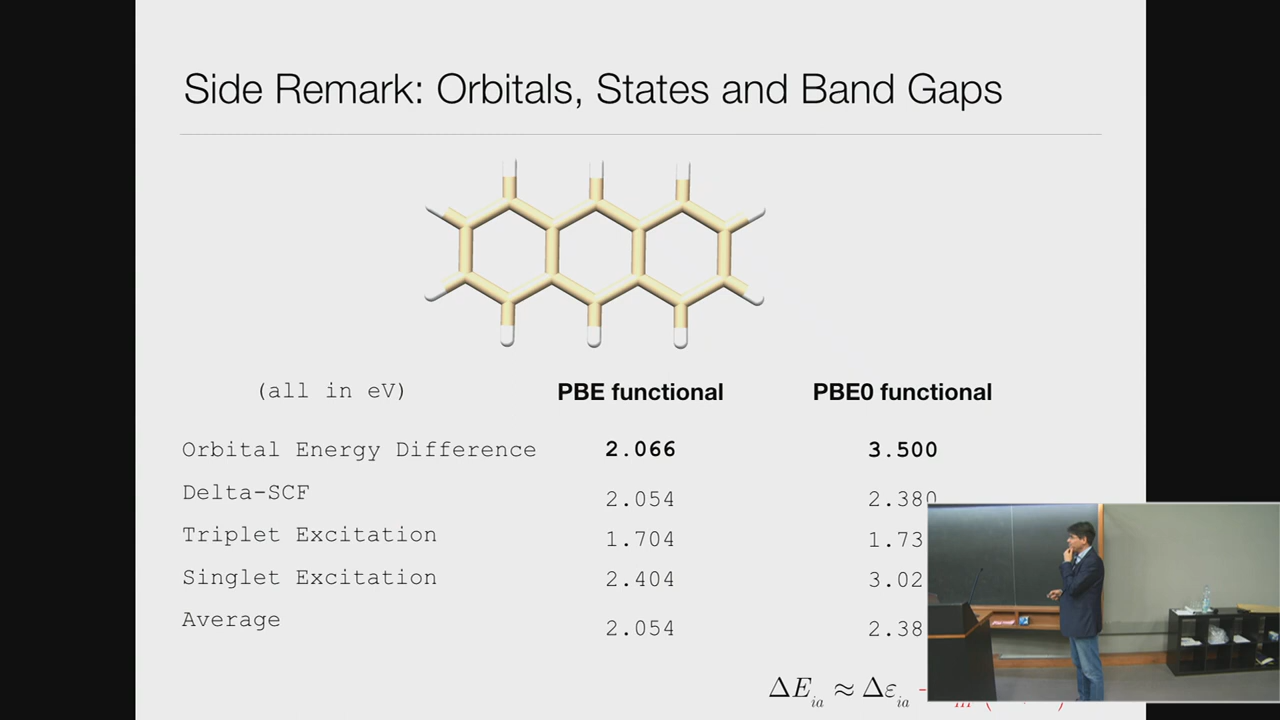 Side Remark: Orbitals, States and Band Gaps
(all in eV) PBE functional PBE0 functional
Orbital Energy Difference 2.066 3.500
Delta-SCF 2.054 2.380
Triplet Excitation 1.704 1.73
Singlet Excitation 2.404 3.02
Average 2.054 2.38
ΔE_ia ≈ Δε_ia -